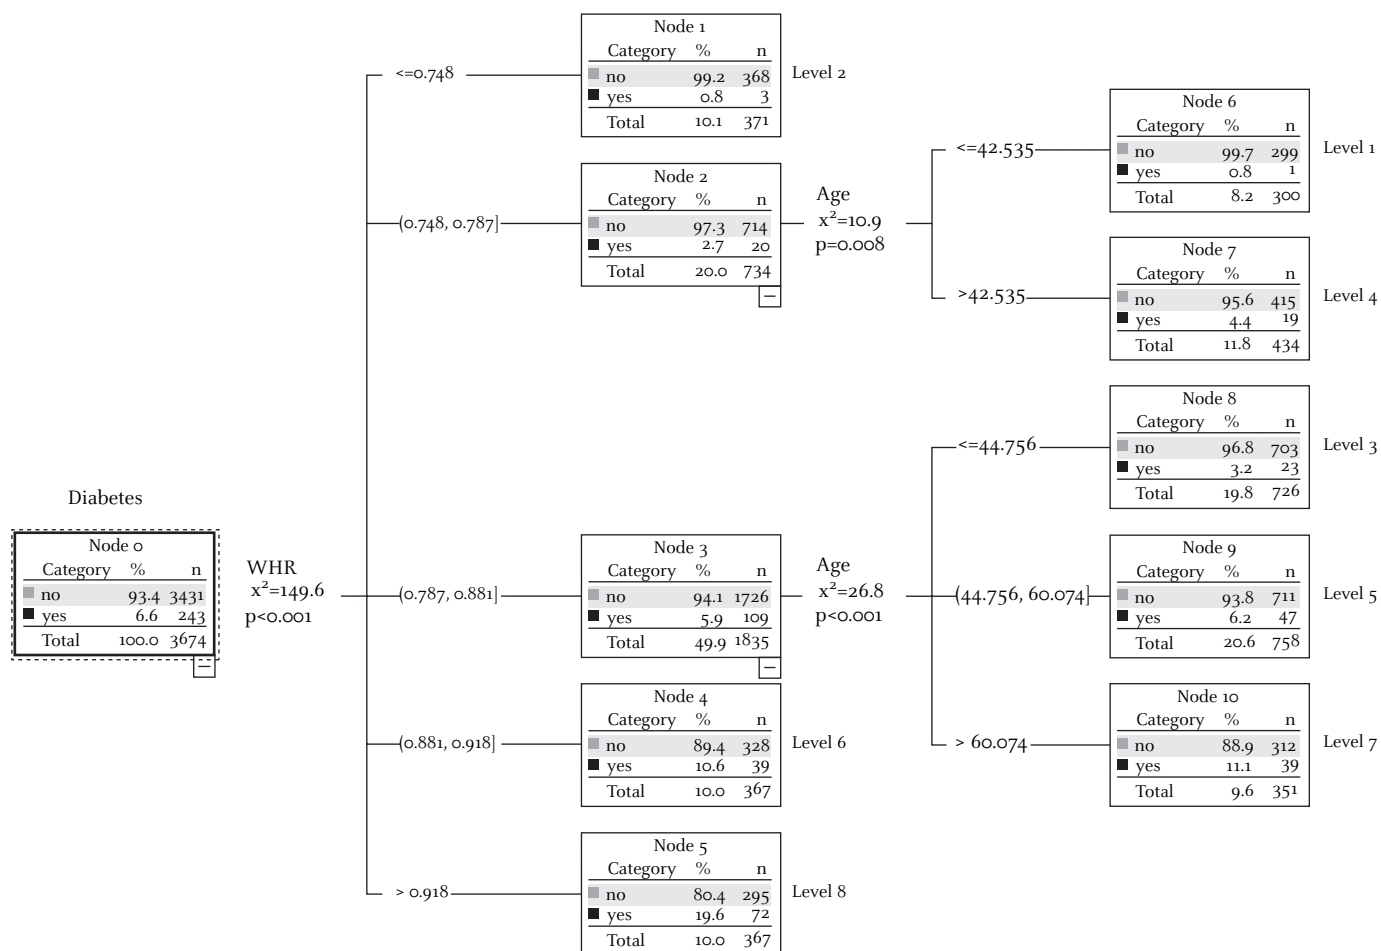 Diabetes
Node 0
Category % n
no 93.4 3431
yes 6.6 243
Total 100.0 3674
WHR
x²=149.6
p<0.001
<=0.748
Node 1
Category % n
no 99.2 368
yes 0.8 3
Total 10.1 371
Level 2
(0.748, 0.787]
Node 2
Category % n
no 97.3 714
yes 2.7 20
Total 20.0 734
Age
x²=10.9
p=0.008
<=42.535
Node 6
Category % n
no 99.7 299
yes 0.8 1
Total 8.2 300
Level 1
>42.535
Node 7
Category % n
no 95.6 415
yes 4.4 19
Total 11.8 434
Level 4
(0.787, 0.881]
Node 3
Category % n
no 94.1 1726
yes 5.9 109
Total 49.9 1835
Age
x²=26.8
p<0.001
<=44.756
Node 8
Category % n
no 96.8 703
yes 3.2 23
Total 19.8 726
Level 3
(44.756, 60.074]
Node 9
Category % n
no 93.8 711
yes 6.2 47
Total 20.6 758
Level 5
> 60.074
Node 10
Category % n
no 88.9 312
yes 11.1 39
Total 9.6 351
Level 7
(0.881, 0.918]
Node 4
Category % n
no 89.4 328
yes 10.6 39
Total 10.0 367
Level 6
> 0.918
Node 5
Category % n
no 80.4 295
yes 19.6 72
Total 10.0 367
Level 8